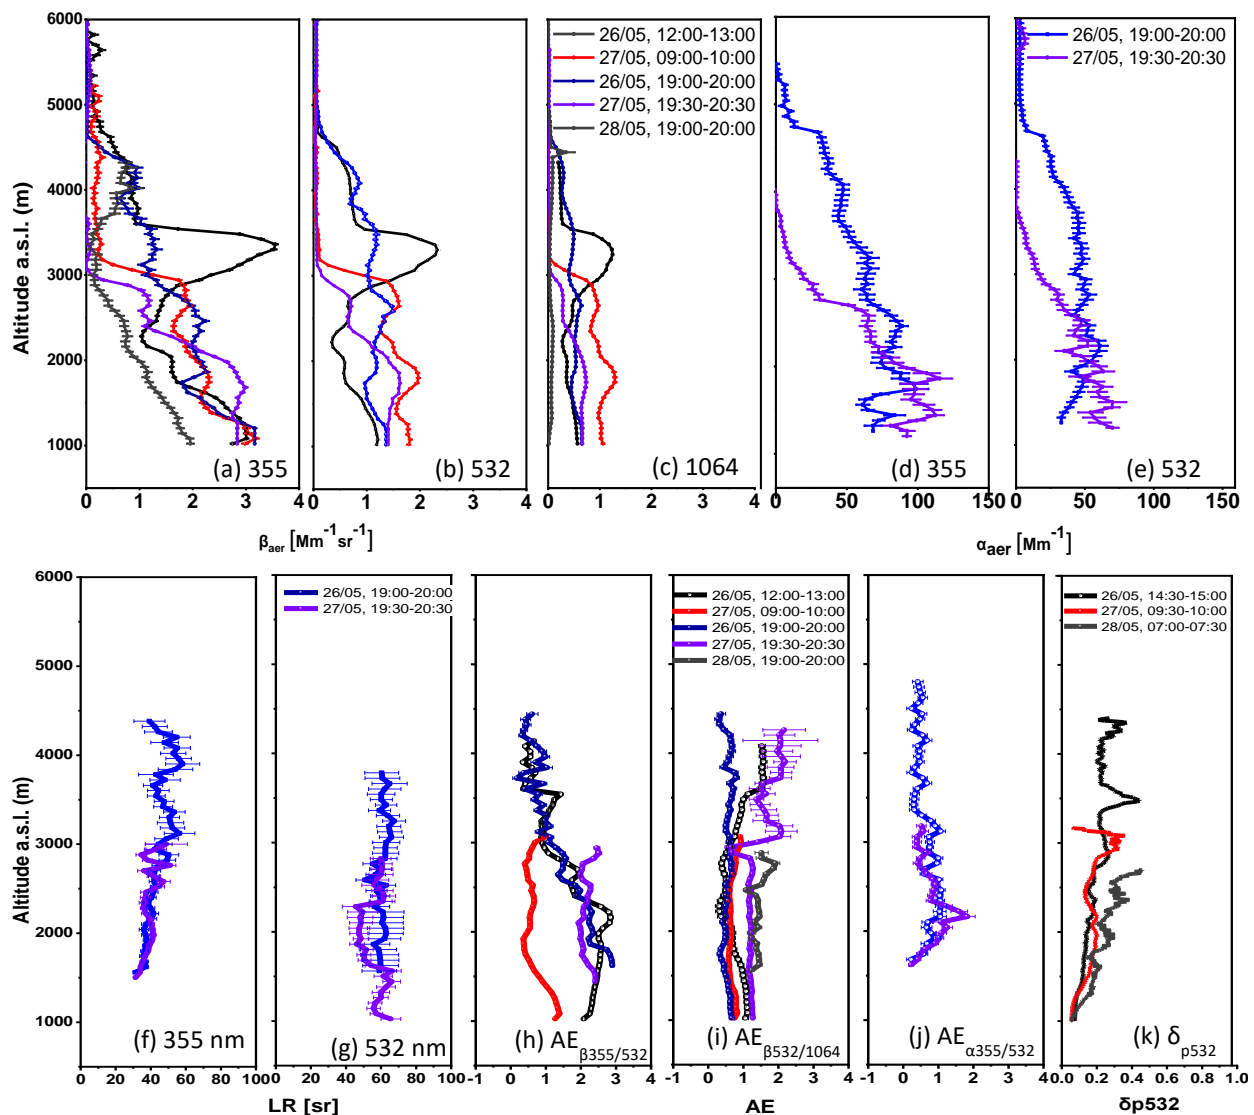 6000
5000
4000
3000
2000
1000
Altitude a.s.l. (m)
26/05, 12:00-13:00
27/05, 09:00-10:00
26/05, 19:00-20:00
27/05, 19:30-20:30
28/05, 19:00-20:00
26/05, 19:00-20:00
27/05, 19:30-20:30
(a) 355
(b) 532
(c) 1064
(d) 355
(e) 532
0 1 2 3 4
0 2 4
0 1 2 3 4
0 50 100 150
0 50 100 150
βaer [Mm-1sr-1]
αaer [Mm-1]
6000
5000
4000
3000
2000
1000
Altitude a.s.l. (m)
26/05, 19:00-20:00
27/05, 19:30-20:30
26/05, 12:00-13:00
27/05, 09:00-10:00
26/05, 19:00-20:00
27/05, 19:30-20:30
28/05, 19:00-20:00
26/05, 14:30-15:00
27/05, 09:30-10:00
28/05, 07:00-07:30
(f) 355 nm
(g) 532 nm
(h) AE β355/532
(i) AE β532/1064
(j) AE α355/532
(k) δ p532
0 20 40 60 80 100
0 20 40 60 80 100
-1 0 1 2 3 4
-1 0 1 2 3 4
-1 0 1 2 3 4
0.0 0.2 0.4 0.6 0.8 1.0
LR [sr]
AE
δp532